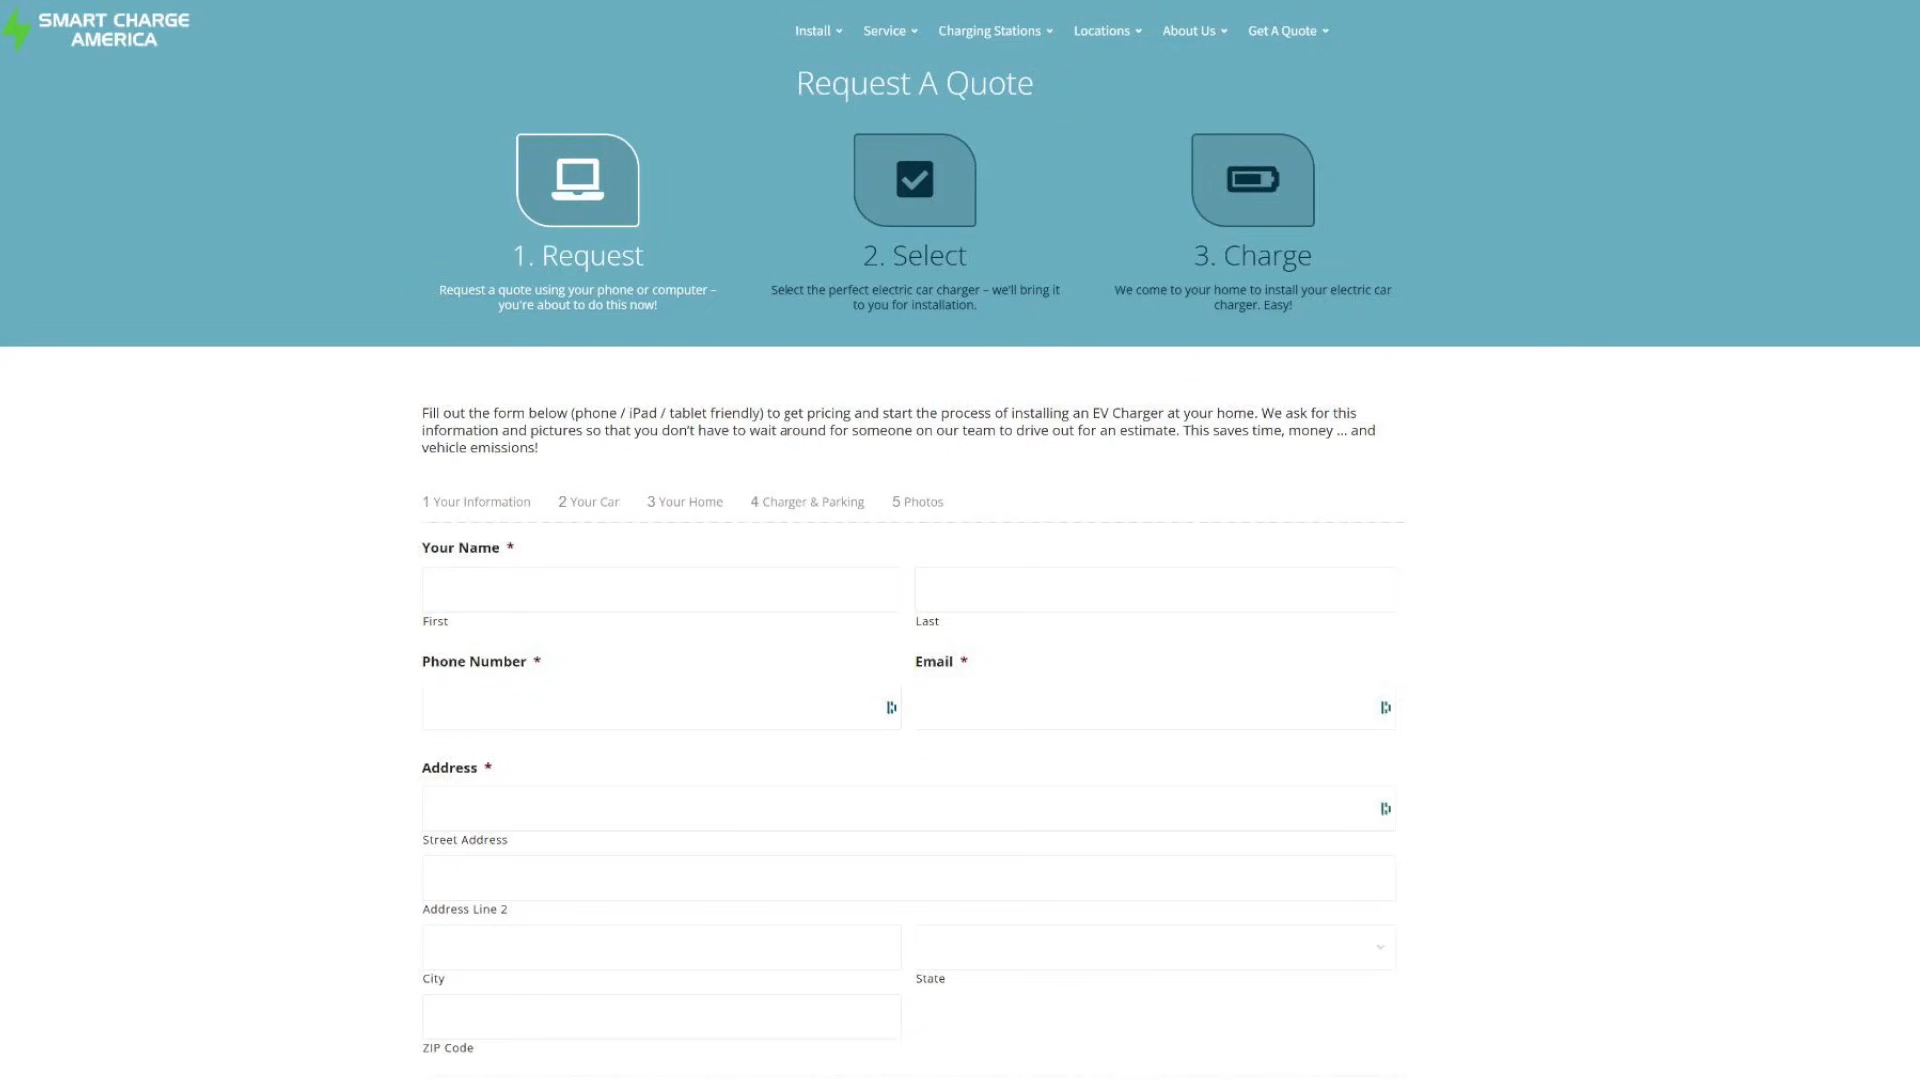 SMART CHARGE
AMERICA
Install
Service
Charging Stations
Locations
About Us
Get A Quote
Request A Quote
1. Request
Request a quote using your phone or computer –
you're about to do this now!
2. Select
Select the perfect electric car charger – we'll bring it
to you for installation.
3. Charge
We come to your home to install your electric car
charger. Easy!
Fill out the form below (phone / iPad / tablet friendly) to get pricing and start the process of installing an EV Charger at your home. We ask for this
information and pictures so that you don't have to wait around for someone on our team to drive out for an estimate. This saves time, money ... and
vehicle emissions!
1 Your Information
2 Your Car
3 Your Home
4 Charger & Parking
5 Photos
Your Name *
First
Last
Phone Number *
Email *
Address *
Street Address
Address Line 2
City
State
ZIP Code